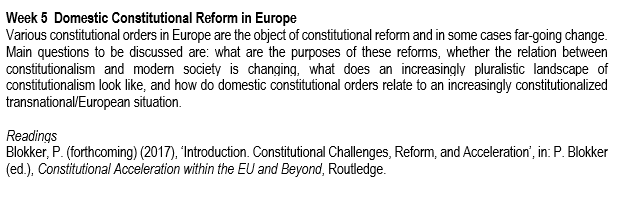 Week 5  Domestic Constitutional Reform in Europe
Various constitutional orders in Europe are the object of constitutional reform and in some cases far-going change.
Main questions to be discussed are: what are the purposes of these reforms, whether the relation between
constitutionalism and modern society is changing, what does an increasingly pluralistic landscape of
constitutionalism look like, and how do domestic constitutional orders relate to an increasingly constitutionalized
transnational/European situation.
Readings
Blokker, P. (forthcoming) (2017), ‘Introduction. Constitutional Challenges, Reform, and Acceleration’, in: P. Blokker
(ed.), Constitutional Acceleration within the EU and Beyond, Routledge.